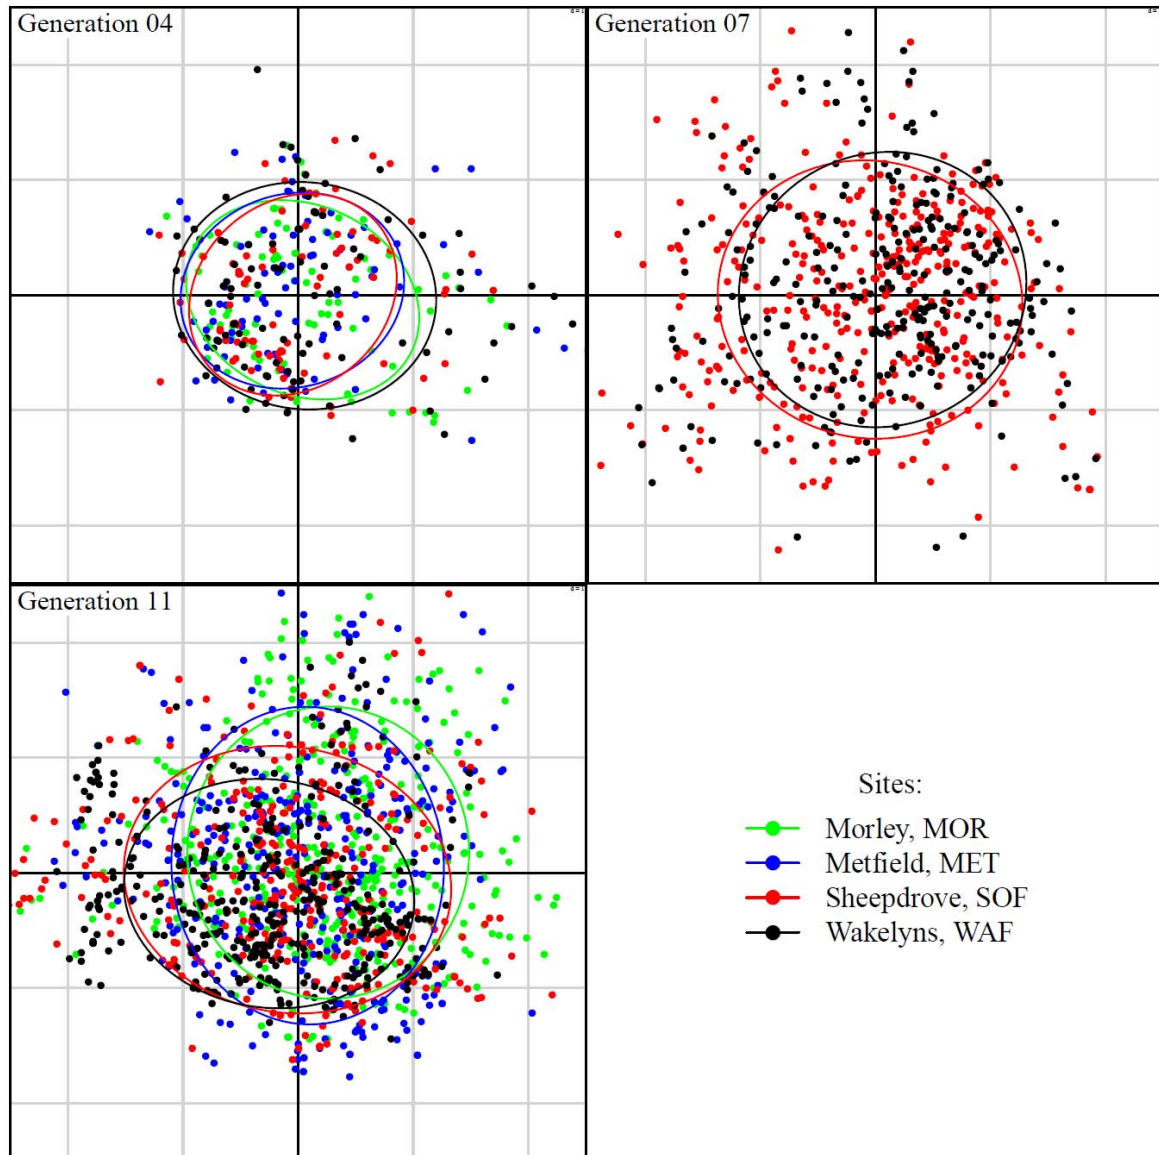 Generation 04
Generation 07
Generation 11
Sites:
Morley, MOR
Metfield, MET
Sheepdrove, SOF
Wakelyns, WAF